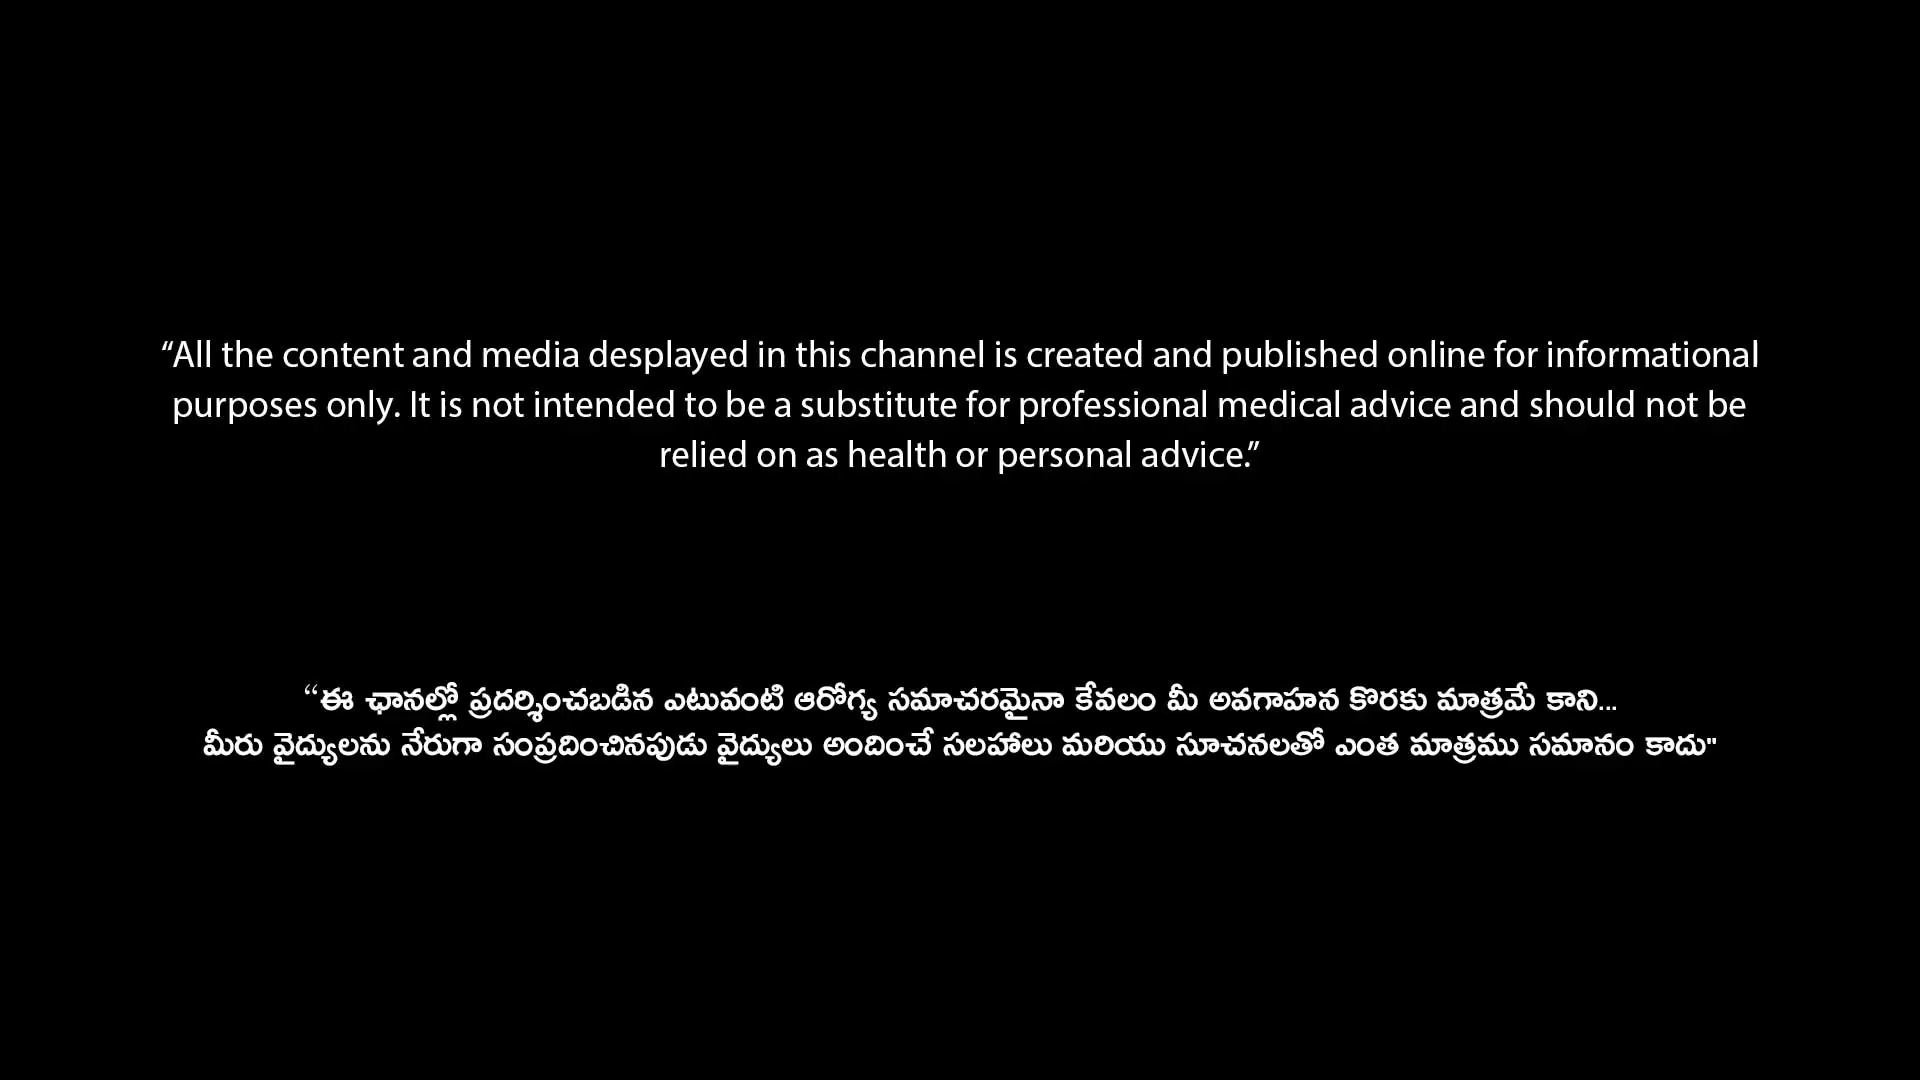 “All the content and media desplayed in this channel is created and published online for informational
purposes only. It is not intended to be a substitute for professional medical advice and should not be
relied on as health or personal advice.”
“ఈ ఛానల్లో ప్రదర్శించబడిన ఎటువంటి ఆరోగ్య సమాచరమైనా కేవలం మీ అవగాహన కొరకు మాత్రమే కాని...
మీరు వైద్యులను నేరుగా సంప్రదించినపుడు వైద్యులు అందించే సలహాలు మరియు సూచనలతో ఎంత మాత్రము సమానం కాదు"